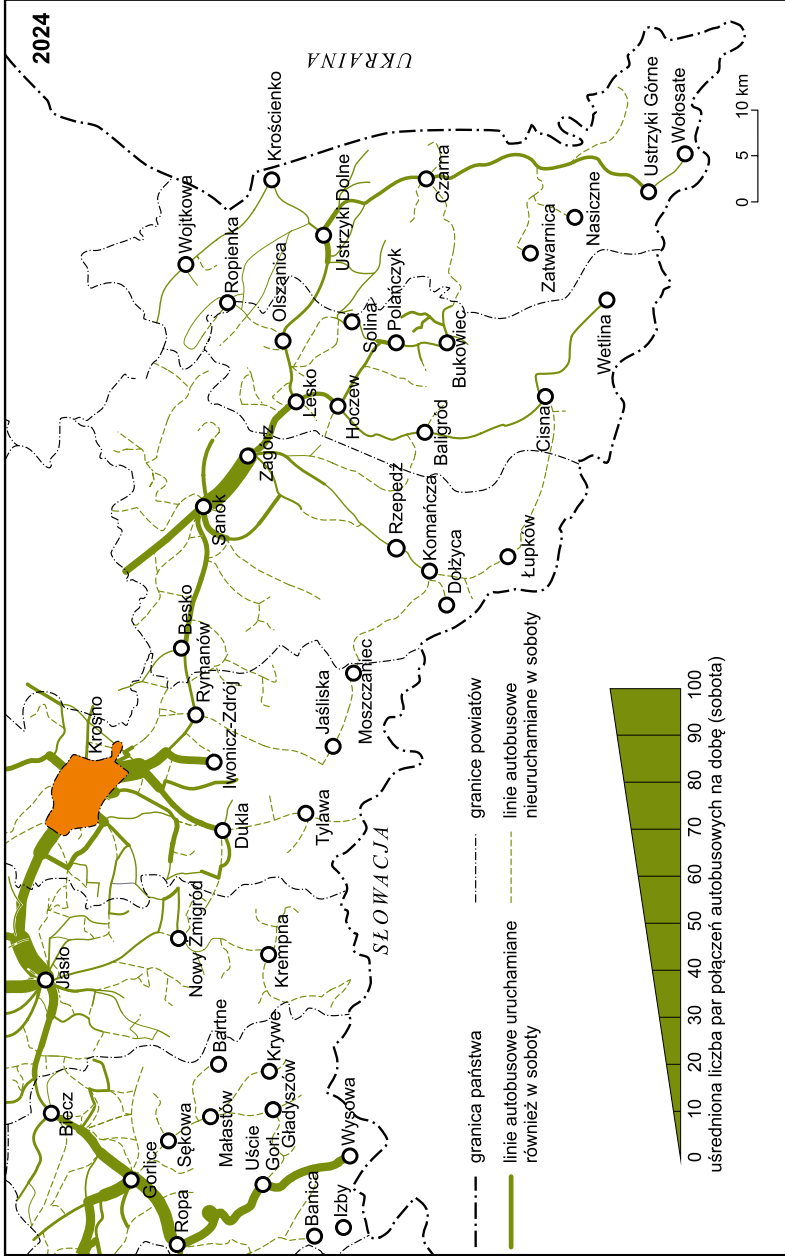 2024
UKRAINA
SŁOWACJA
Biecz
Jasło
Krosno
Gorlice
Ropa
Sękowa
Małastów
Bartne
Uście
Gorl.
Gładyszów
Krywe
Wysowa
Banica
Izby
Nowy Żmigród
Krempna
Dukla
Tylawa
Iwonicz-Zdrój
Rymanów
Besko
Jaśliska
Moszczaniec
Sanok
Zagórz
Lesko
Hoczew
Olszanica
Ropienka
Wojtkowa
Krościenko
Ustrzyki Dolne
Solina
Polańczyk
Bukowiec
Czarna
Baligród
Rzepedź
Komańcza
Dołżyca
Łupków
Cisna
Wetlina
Zatwarnica
Nasiczne
Ustrzyki Górne
Wołosate
0 5 10 km
granica państwa
granice powiatów
linie autobusowe uruchamiane
również w soboty
linie autobusowe
nieuruchamiane w soboty
0 10 20 30 40 50 60 70 80 90 100
uśredniona liczba par połączeń autobusowych na dobę (sobota)